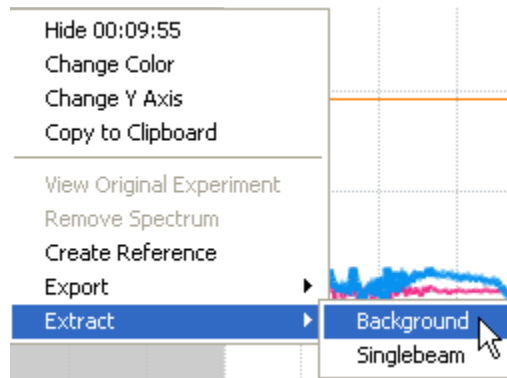 Hide 00:09:55
Change Color
Change Y Axis
Copy to Clipboard
View Original Experiment
Remove Spectrum
Create Reference
Export
Extract
Background
Singlebeam